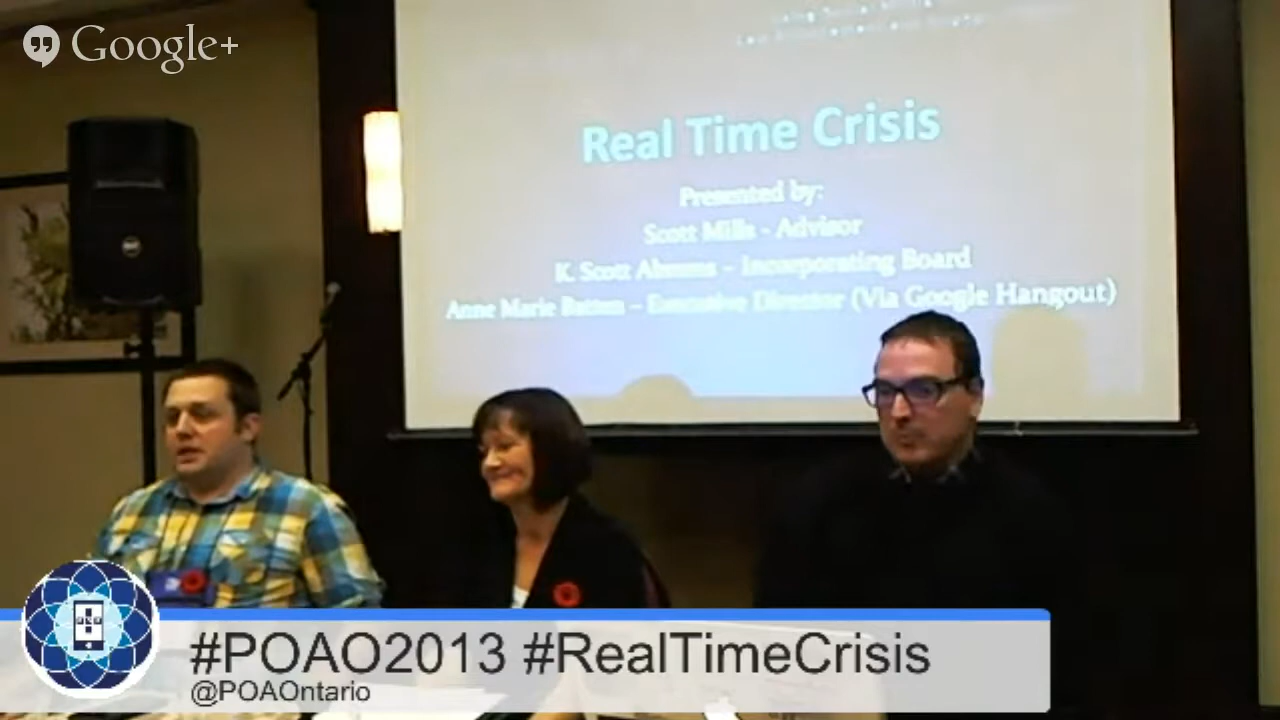 Google+
Real Time Crisis
Presented by:
Scott Mills - Advisor
K. Scott – Incorporating Board
Anne Marie Batten – Executive Director (Via Google Hangout)
#POAO2013 #RealTimeCrisis
@POAOntario